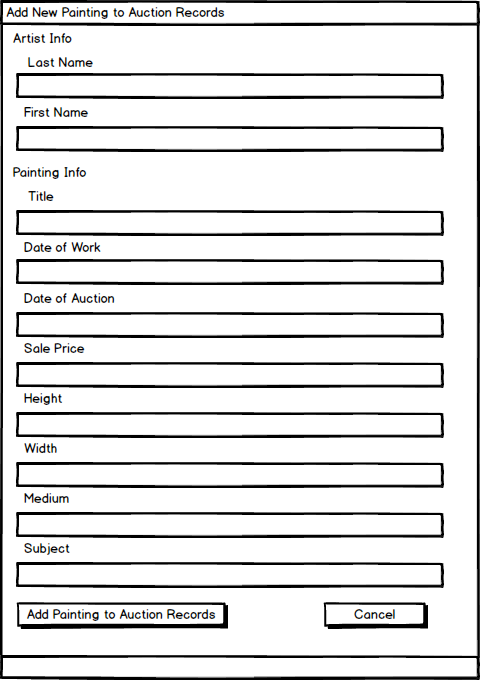 Add New Painting to Auction Records
Artist Info
Last Name
First Name
Painting Info
Title
Date of Work
Date of Auction
Sale Price
Height
Width
Medium
Subject
Add Painting to Auction Records
Cancel